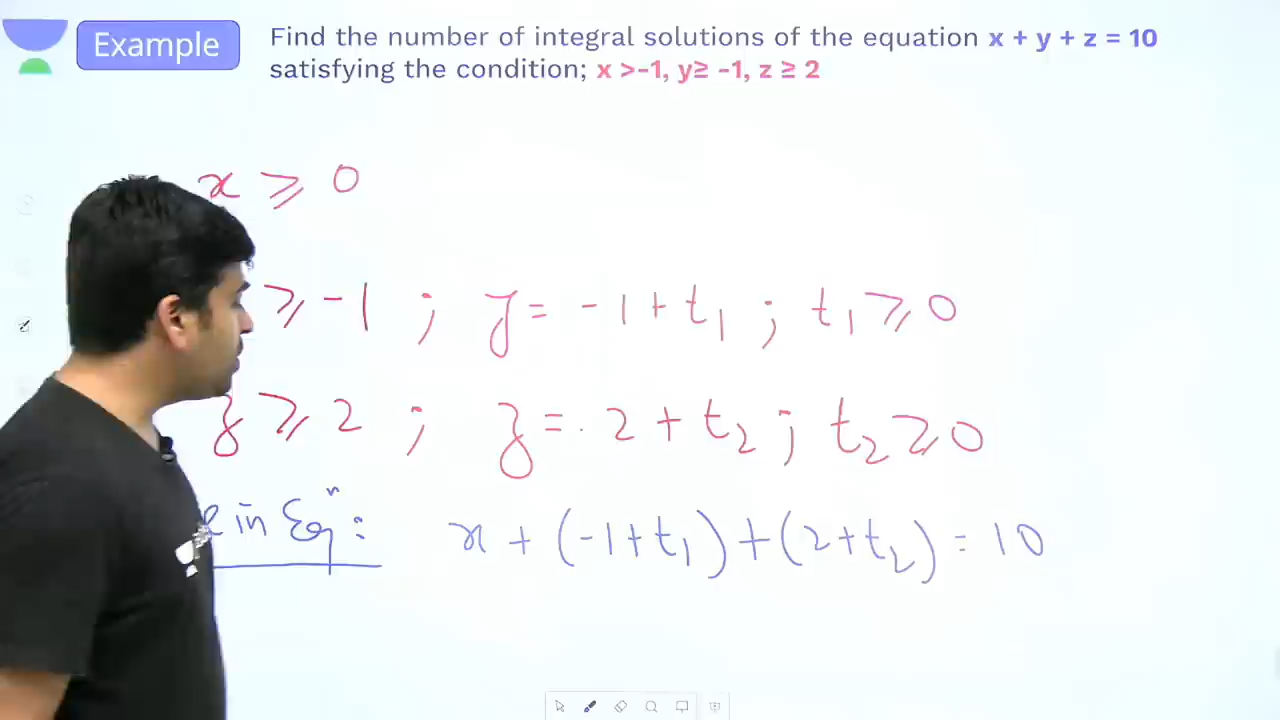 Example
Find the number of integral solutions of the equation x + y + z = 10
satisfying the condition; x >-1, y≥ -1, z ≥ 2
x ≥ 0
≥ -1 ; y = -1 + t₁ ; t₁ ≥ 0
z ≥ 2 ; z = 2 + t₂ ; t₂ ≥ 0
in Eqⁿ : x + (-1 + t₁) + (2 + t₂) = 10